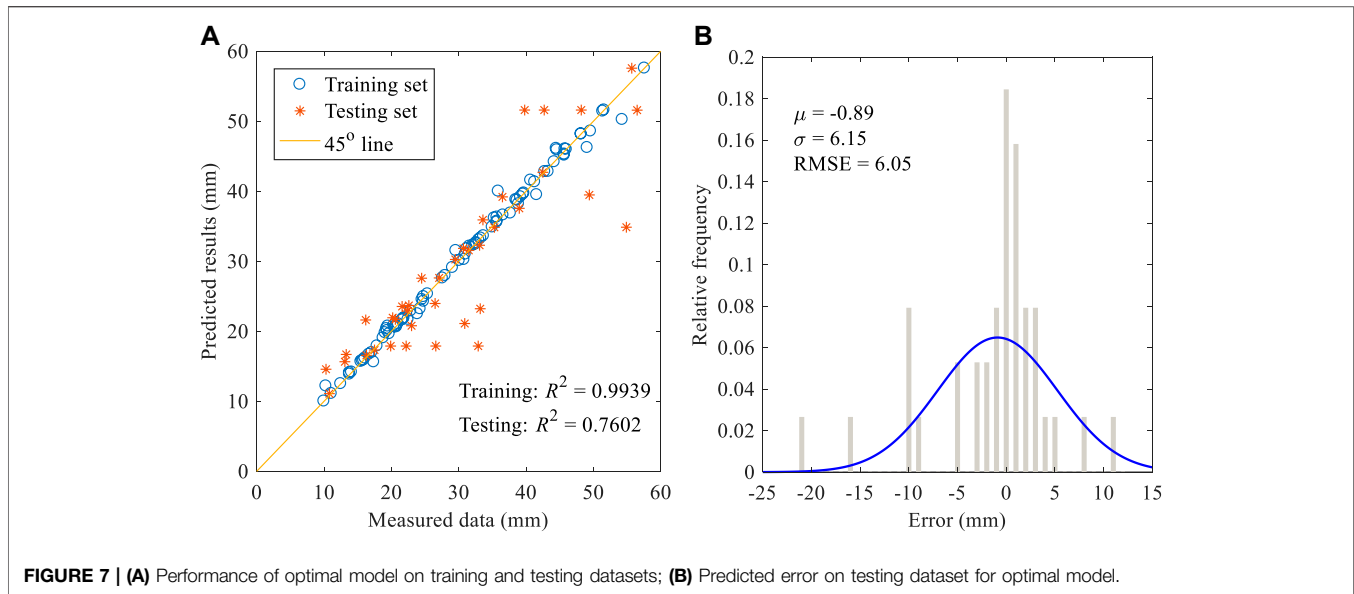 A
60
50
40
30
20
10
0
0 10 20 30 40 50 60
Predicted results (mm)
Measured data (mm)
Training set
Testing set
45° line
Training: R² = 0.9939
Testing: R² = 0.7602
B
0.2
0.18
0.16
0.14
0.12
0.1
0.08
0.06
0.04
0.02
0
-25 -20 -15 -10 -5 0 5 10 15
Relative frequency
Error (mm)
μ = -0.89
σ = 6.15
RMSE = 6.05
FIGURE 7 | (A) Performance of optimal model on training and testing datasets; (B) Predicted error on testing dataset for optimal model.